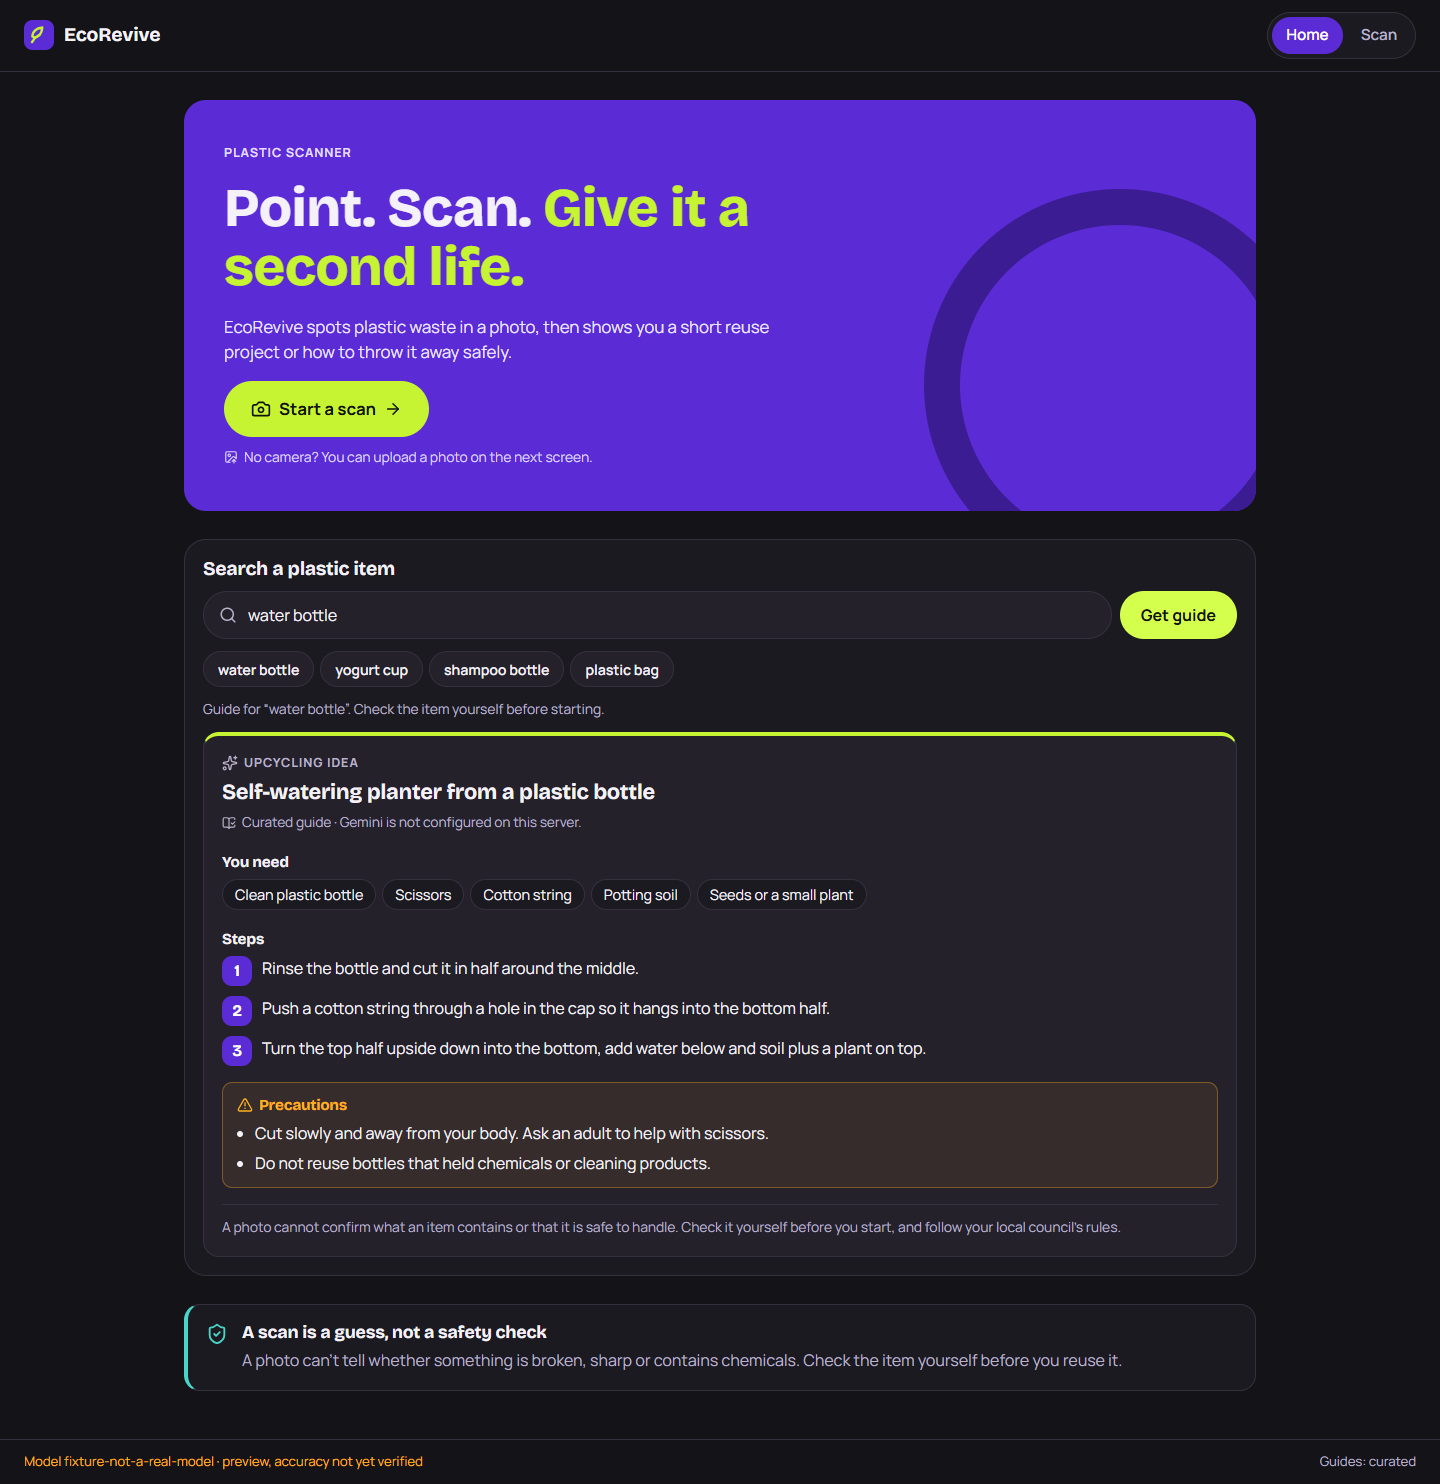 EcoRevive
Home
Scan
PLASTIC SCANNER
Point. Scan. Give it a
second life.
EcoRevive spots plastic waste in a photo, then shows you a short reuse
project or how to throw it away safely.
Start a scan
No camera? You can upload a photo on the next screen.
Search a plastic item
water bottle
Get guide
water bottle
yogurt cup
shampoo bottle
plastic bag
Guide for “water bottle”. Check the item yourself before starting.
UPCYCLING IDEA
Self-watering planter from a plastic bottle
Curated guide · Gemini is not configured on this server.
You need
Clean plastic bottle
Scissors
Cotton string
Potting soil
Seeds or a small plant
Steps
1 Rinse the bottle and cut it in half around the middle.
2 Push a cotton string through a hole in the cap so it hangs into the bottom half.
3 Turn the top half upside down into the bottom, add water below and soil plus a plant on top.
Precautions
• Cut slowly and away from your body. Ask an adult to help with scissors.
• Do not reuse bottles that held chemicals or cleaning products.
A photo cannot confirm what an item contains or that it is safe to handle. Check it yourself before you start, and follow your local council's rules.
A scan is a guess, not a safety check
A photo can't tell whether something is broken, sharp or contains chemicals. Check the item yourself before you reuse it.
Model fixture-not-a-real-model · preview, accuracy not yet verified
Guides: curated